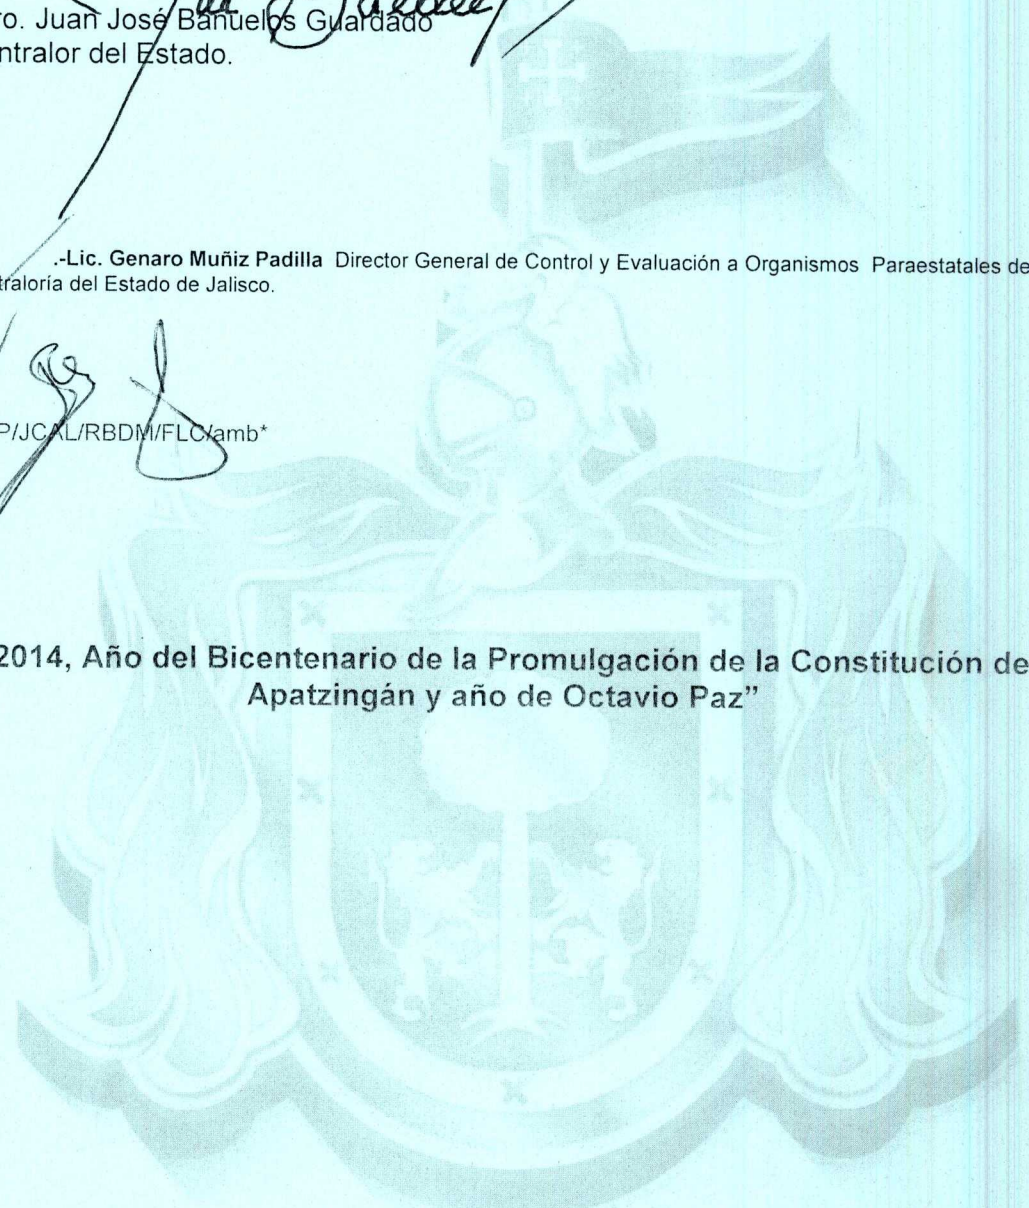 ro. Juan José Bañuelos Guardado
ntralor del Estado.
.-Lic. Genaro Muñiz Padilla Director General de Control y Evaluación a Organismos Paraestatales de
traloría del Estado de Jalisco.
P/JCAL/RBDM/FLC/amb*
2014, Año del Bicentenario de la Promulgación de la Constitución de
Apatzingán y año de Octavio Paz”